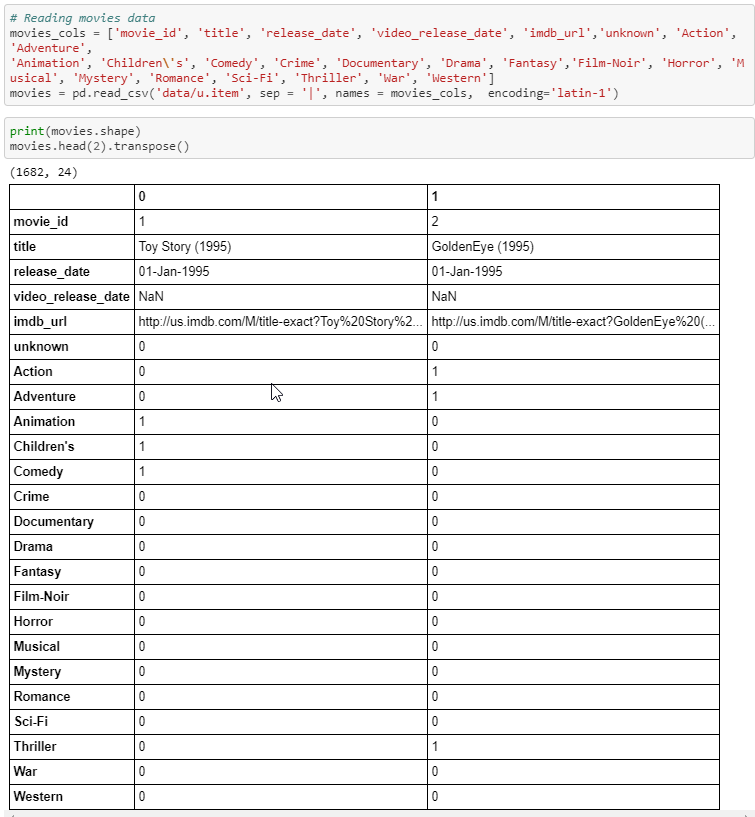 # Reading movies data
movies_cols = ['movie_id', 'title', 'release_date', 'video_release_date', 'imdb_url','unknown', 'Action',
'Adventure',
'Animation', 'Children\'s', 'Comedy', 'Crime', 'Documentary', 'Drama', 'Fantasy','Film-Noir', 'Horror', 'M
usical', 'Mystery', 'Romance', 'Sci-Fi', 'Thriller', 'War', 'Western']
movies = pd.read_csv('data/u.item', sep = '|', names = movies_cols,  encoding='latin-1')
print(movies.shape)
movies.head(2).transpose()
(1682, 24)
0 1
movie_id 1 2
title Toy Story (1995) GoldenEye (1995)
release_date 01-Jan-1995 01-Jan-1995
video_release_date NaN NaN
imdb_url http://us.imdb.com/M/title-exact?Toy%20Story%2... http://us.imdb.com/M/title-exact?GoldenEye%20(...
unknown 0 0
Action 0 1
Adventure 0 1
Animation 1 0
Children's 1 0
Comedy 1 0
Crime 0 0
Documentary 0 0
Drama 0 0
Fantasy 0 0
Film-Noir 0 0
Horror 0 0
Musical 0 0
Mystery 0 0
Romance 0 0
Sci-Fi 0 0
Thriller 0 1
War 0 0
Western 0 0